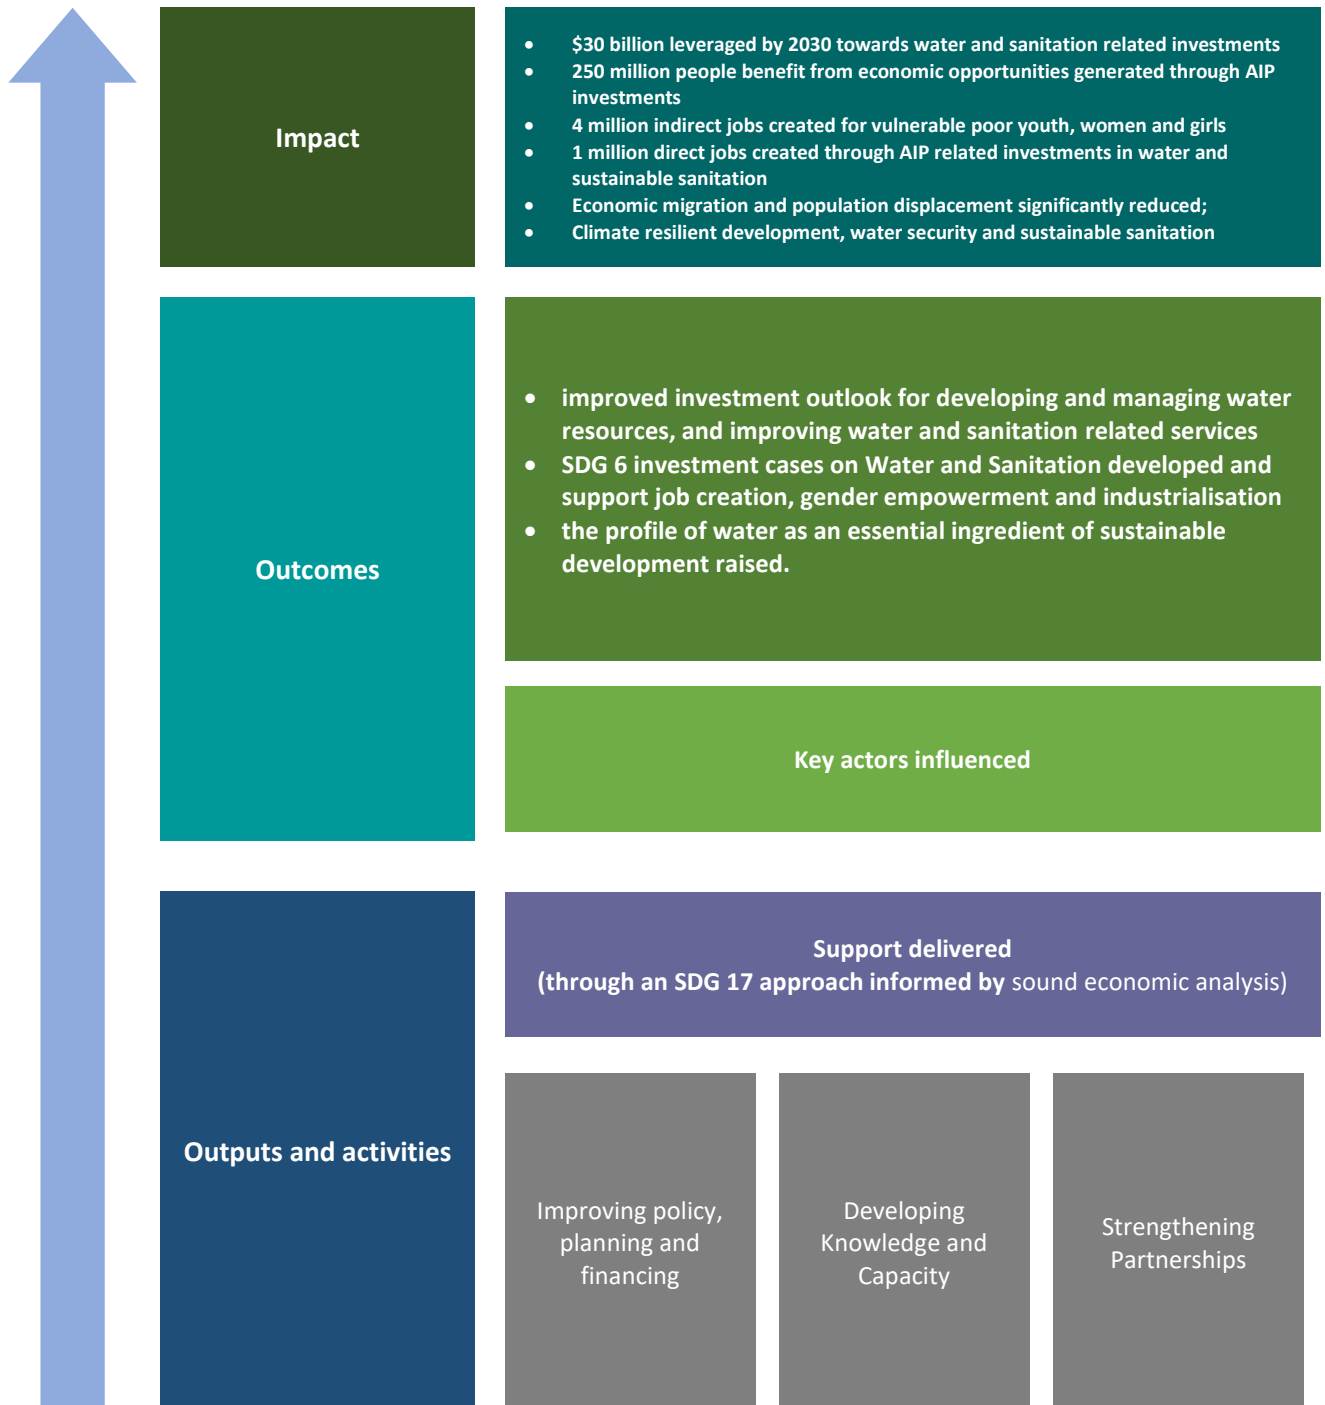 Impact
• $30 billion leveraged by 2030 towards water and sanitation related investments
• 250 million people benefit from economic opportunities generated through AIP
investments
• 4 million indirect jobs created for vulnerable poor youth, women and girls
• 1 million direct jobs created through AIP related investments in water and
sustainable sanitation
• Economic migration and population displacement significantly reduced;
• Climate resilient development, water security and sustainable sanitation
Outcomes
• improved investment outlook for developing and managing water
resources, and improving water and sanitation related services
• SDG 6 investment cases on Water and Sanitation developed and
support job creation, gender empowerment and industrialisation
• the profile of water as an essential ingredient of sustainable
development raised.
Key actors influenced
Outputs and activities
Support delivered
(through an SDG 17 approach informed by sound economic analysis)
Improving policy,
planning and
financing
Developing
Knowledge and
Capacity
Strengthening
Partnerships